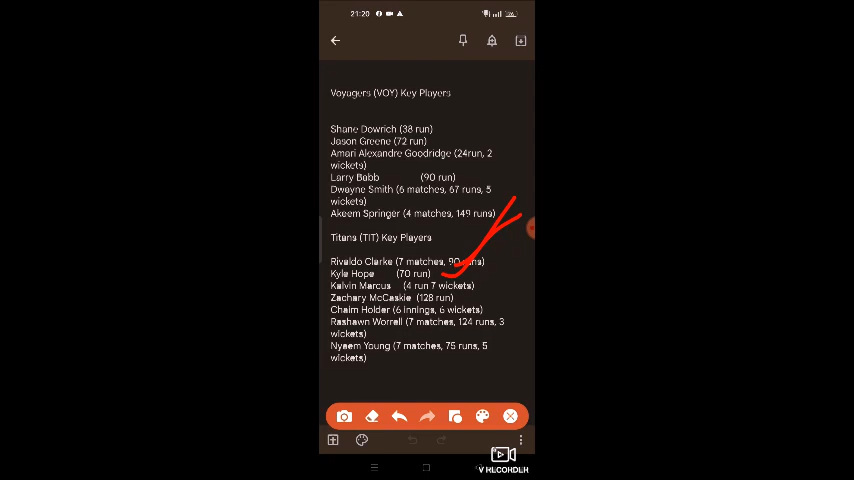 21:20
Voyugers (VOY) Key Players
Shane Dowrich (38 run)
Jason Greene (72 run)
Amari Alexandre Goodridge (24run, 2
wickets)
Larry Babb (90 run)
Dwayne Smith (6 matches, 67 runs, 5
wickets)
Akeem Springer (4 matches, 149 runs)
Titans (TIT) Key Players
Rivaldo Clarke (7 matches, 90 runs)
Kyle Hope (70 run)
Kalvin Marcus (4 run 7 wickets)
Zachary McCaskie (128 run)
Chaim Holder (6 innings, 6 wickets)
Rashawn Worrell (7 matches, 124 runs, 3
wickets)
Nyeem Young (7 matches, 75 runs, 5
wickets)
V RECORDER